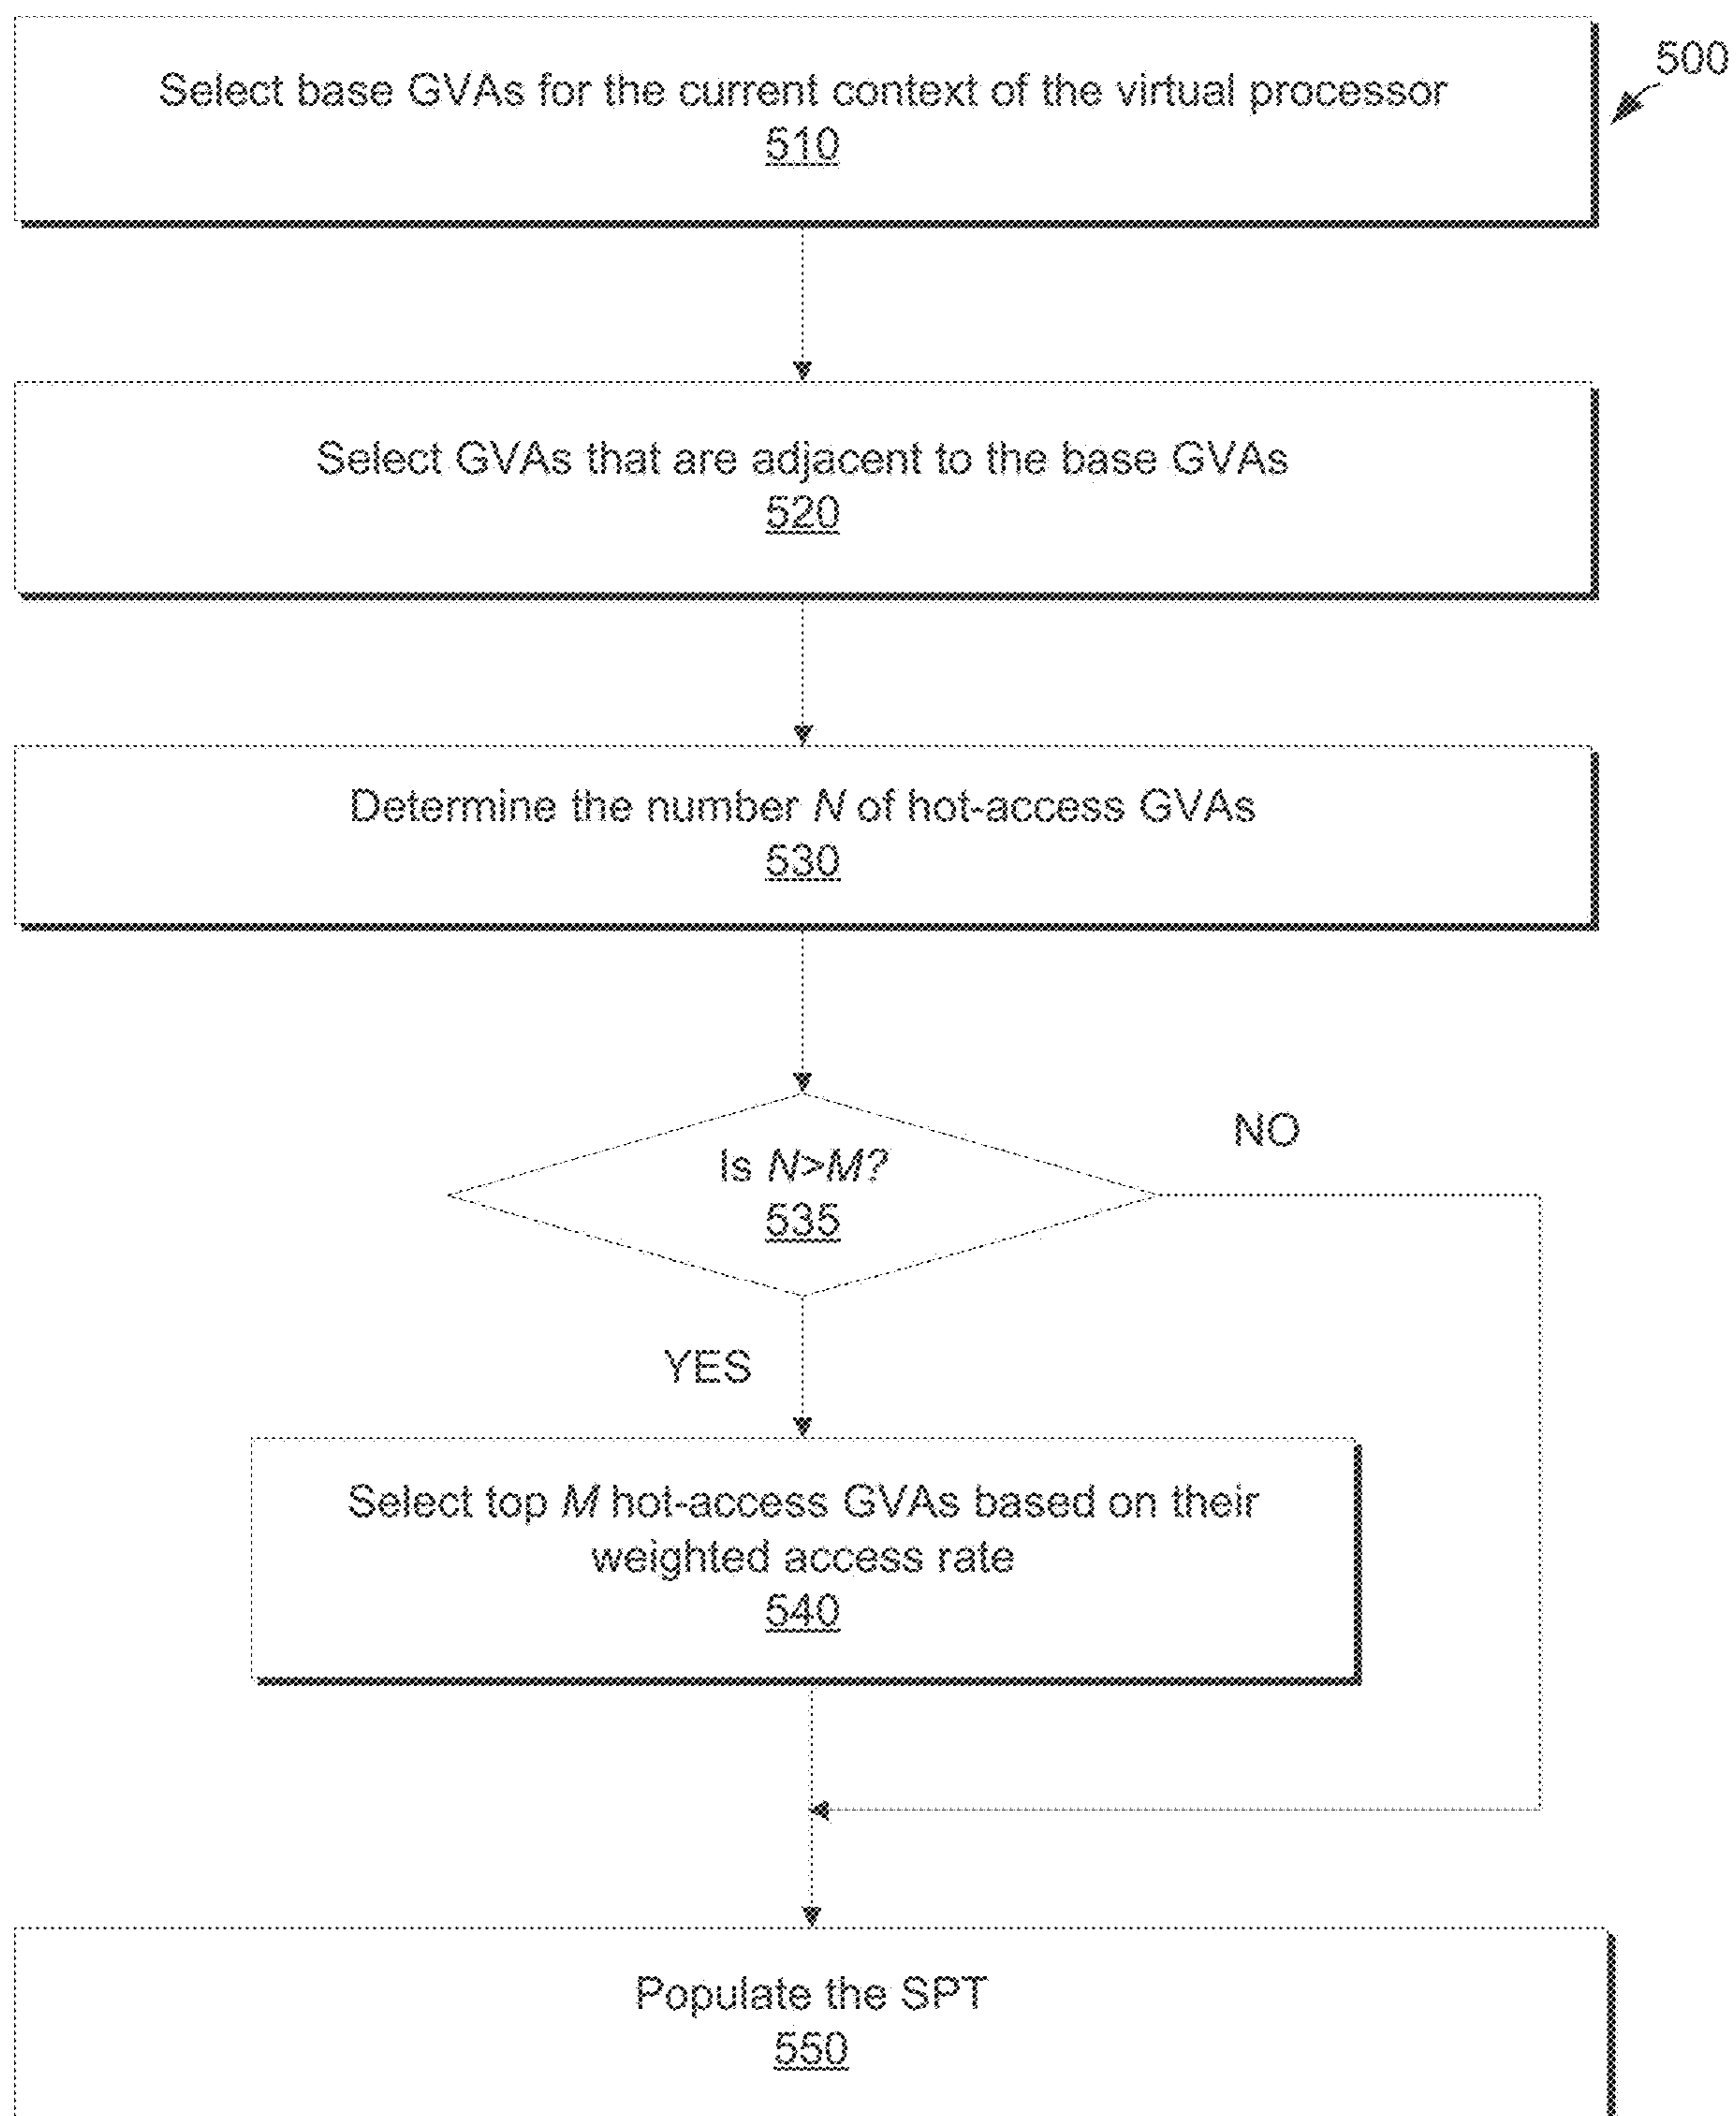 500
Select base GVAs for the current context of the virtual processor
510
Select GVAs that are adjacent to the base GVAs
520
Determine the number N of hot-access GVAs
530
Is N>M?
535
NO
YES
Select top M hot-access GVAs based on their
weighted access rate
540
Populate the SPT
550